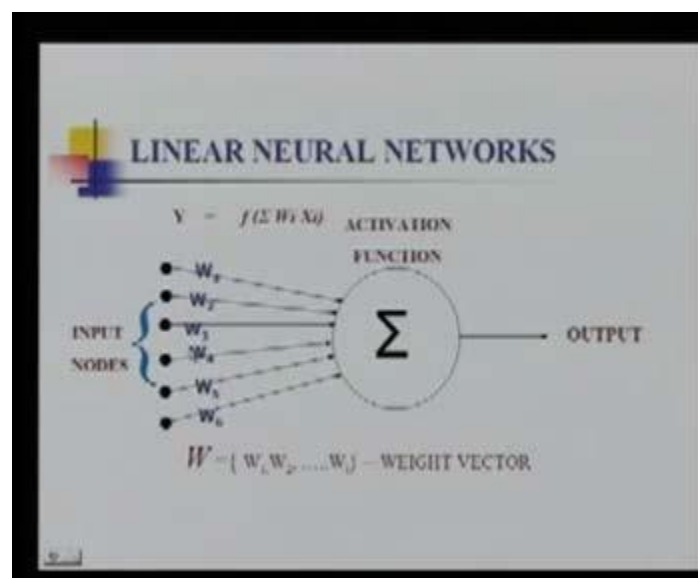 LINEAR NEURAL NETWORKS
Y = f(Σ Wi Xi)
ACTIVATION
FUNCTION
W1
W2
W3
W4
W5
W6
INPUT
NODES
Σ
OUTPUT
W = { W1, W2, .....Wi} – WEIGHT VECTOR